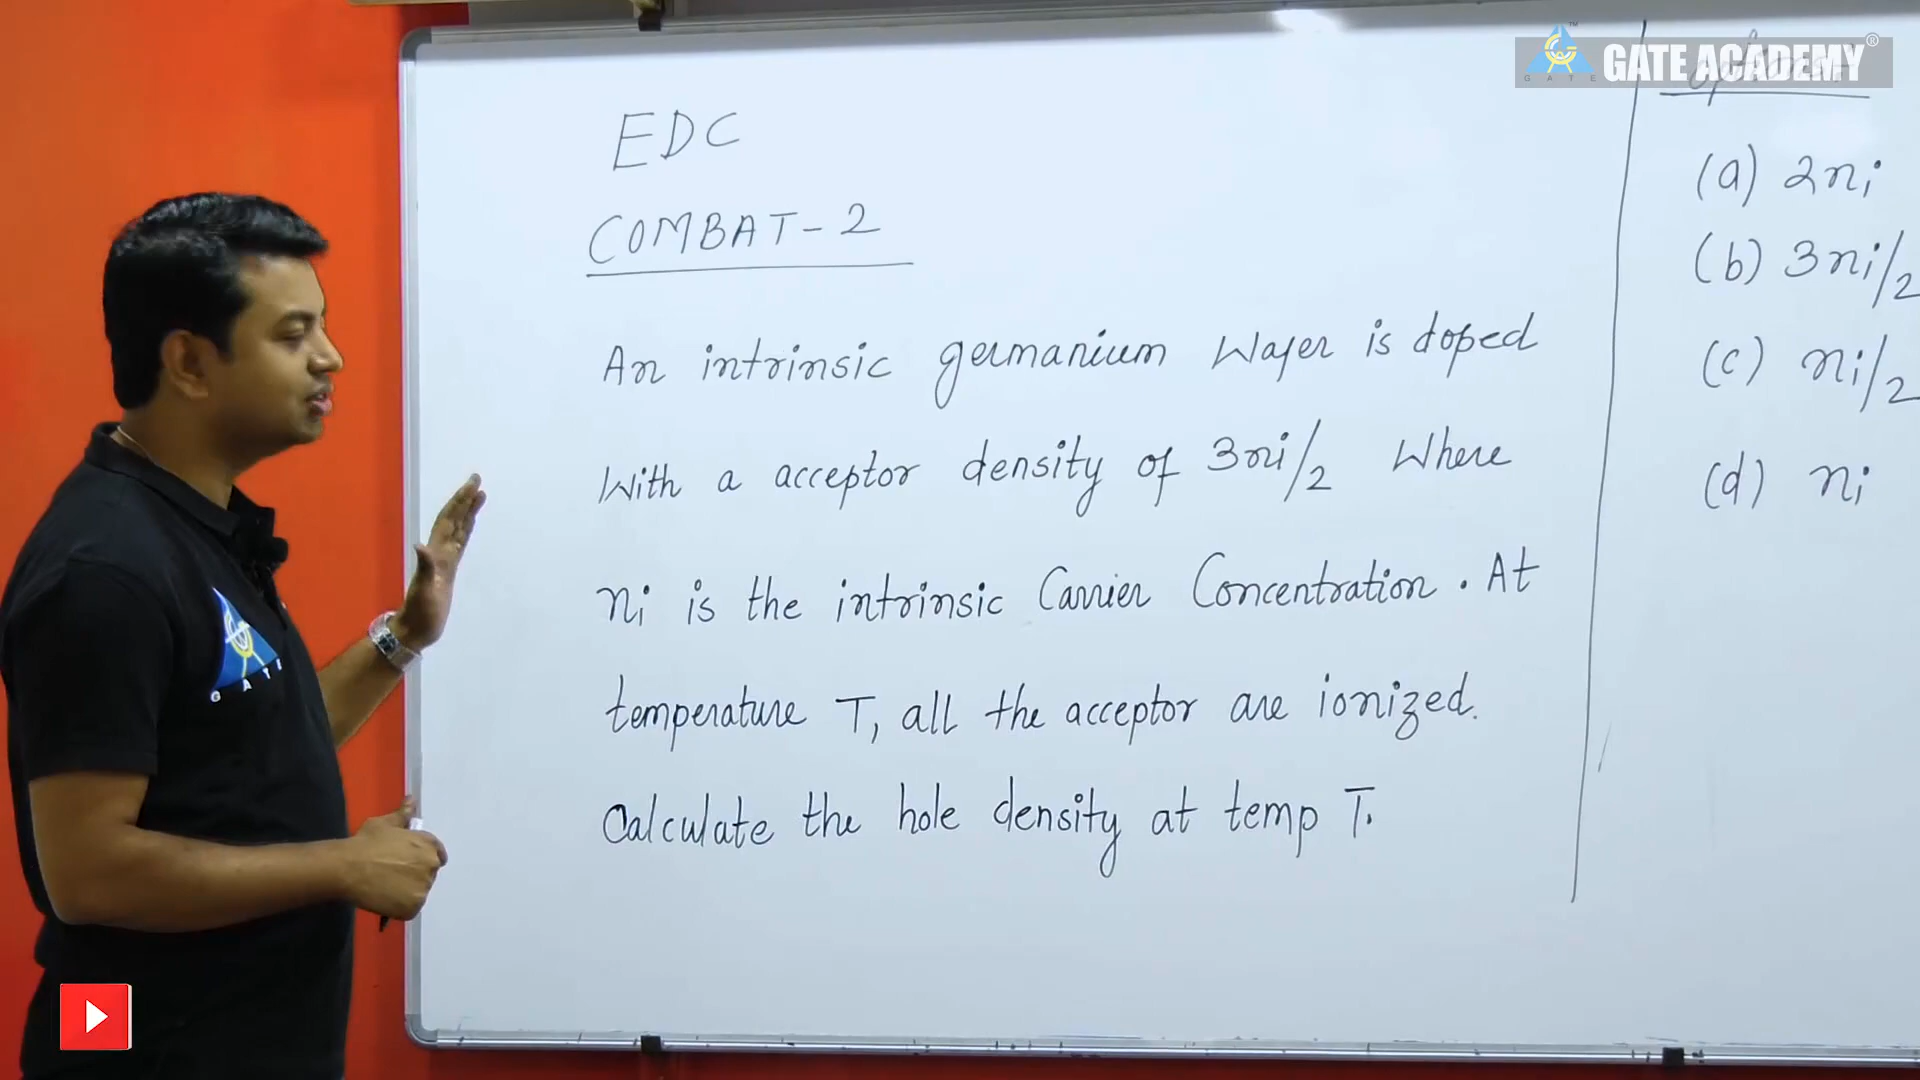 EDC
COMBAT-2
An intrinsic germanium Wafer is doped
With a acceptor density of 3ni/2 Where
ni is the intrinsic Carrier Concentration. At
temperature T, all the acceptor are ionized.
Calculate the hole density at temp T.
GATE ACADEMY®
GATE
(a) 2ni
(b) 3ni/2
(c) ni/2
(d) ni
GATE